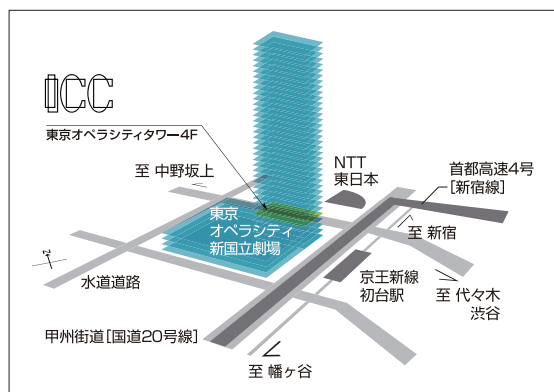 ICC
東京オペラシティタワー4F
至 中野坂上
NTT
東日本
首都高速4号
[新宿線]
東京
オペラシティ
新国立劇場
至 新宿
水道道路
京王新線
初台駅
至 代々木
渋谷
甲州街道[国道20号線]
至 幡ヶ谷
N